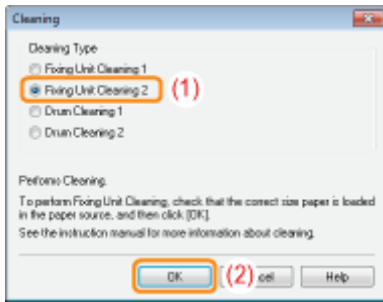 Cleaning
Cleaning Type
Fixing Unit Cleaning 1
Fixing Unit Cleaning 2 (1)
Drum Cleaning 1
Drum Cleaning 2
Performs Cleaning.
To perform Fixing Unit Cleaning, check that the correct size paper is loaded
in the paper source, and then click [OK].
See the instruction manual for more information about cleaning.
OK (2) cel Help